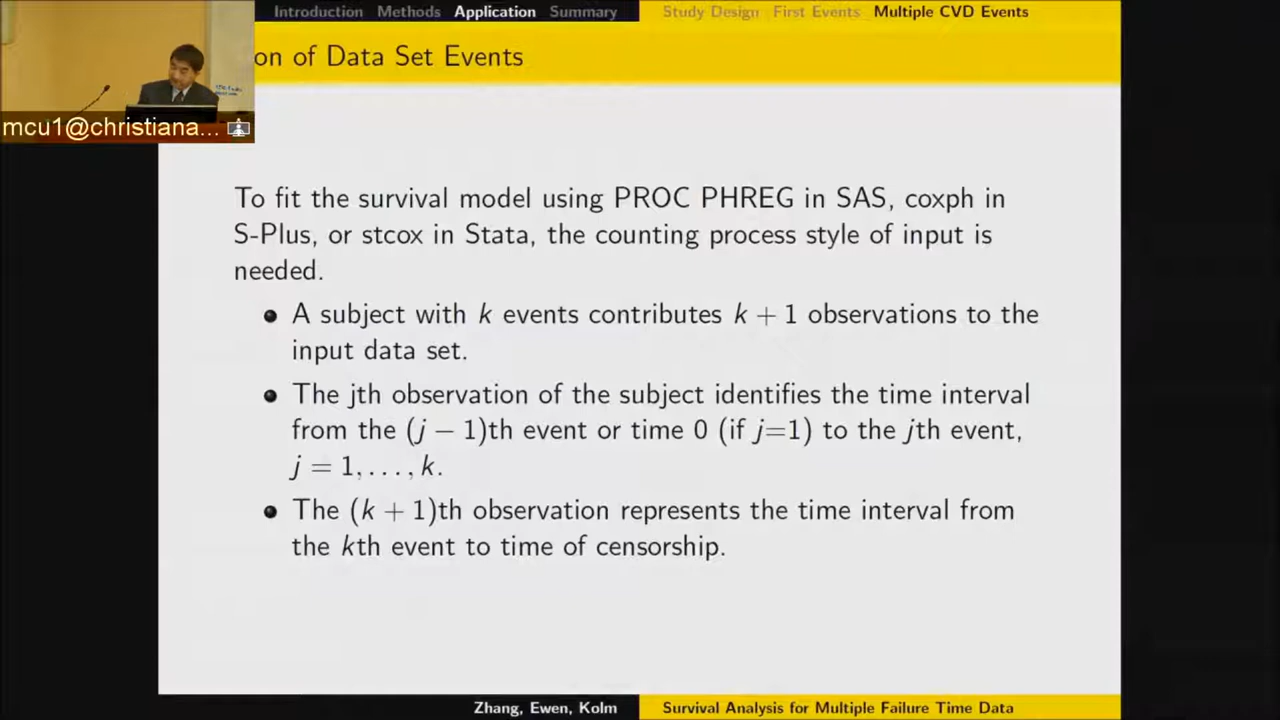 Introduction Methods Application Summary Study Design First Events Multiple CVD Events
on of Data Set Events
mcu1@christiana...
To fit the survival model using PROC PHREG in SAS, coxph in
S-Plus, or stcox in Stata, the counting process style of input is
needed.
A subject with k events contributes k + 1 observations to the
input data set.
The jth observation of the subject identifies the time interval
from the (j − 1)th event or time 0 (if j=1) to the jth event,
j = 1, . . . , k.
The (k + 1)th observation represents the time interval from
the kth event to time of censorship.
Zhang, Ewen, Kolm Survival Analysis for Multiple Failure Time Data